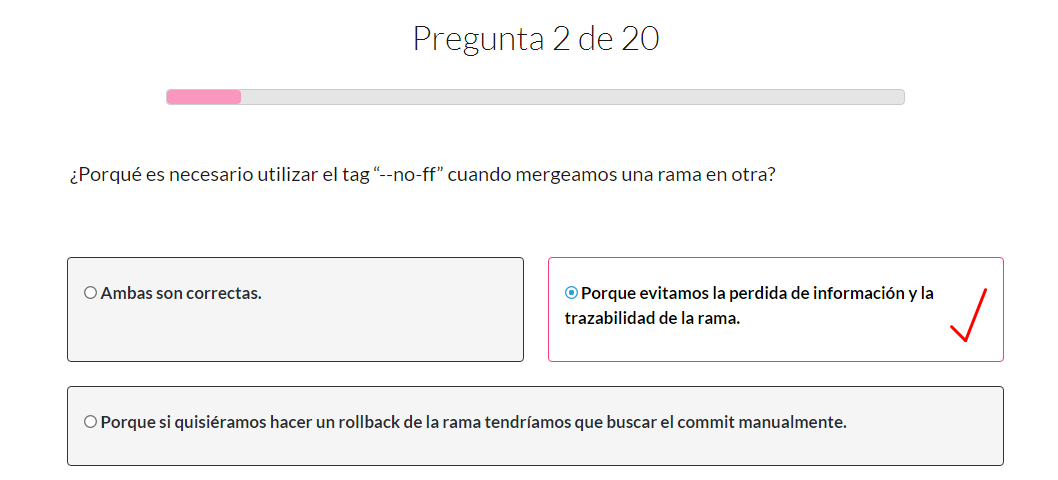 Pregunta 2 de 20
¿Porqué es necesario utilizar el tag “--no-ff” cuando mergeamos una rama en otra?
Ambas son correctas.
Porque evitamos la perdida de información y la
trazabilidad de la rama.
Porque si quisiéramos hacer un rollback de la rama tendríamos que buscar el commit manualmente.